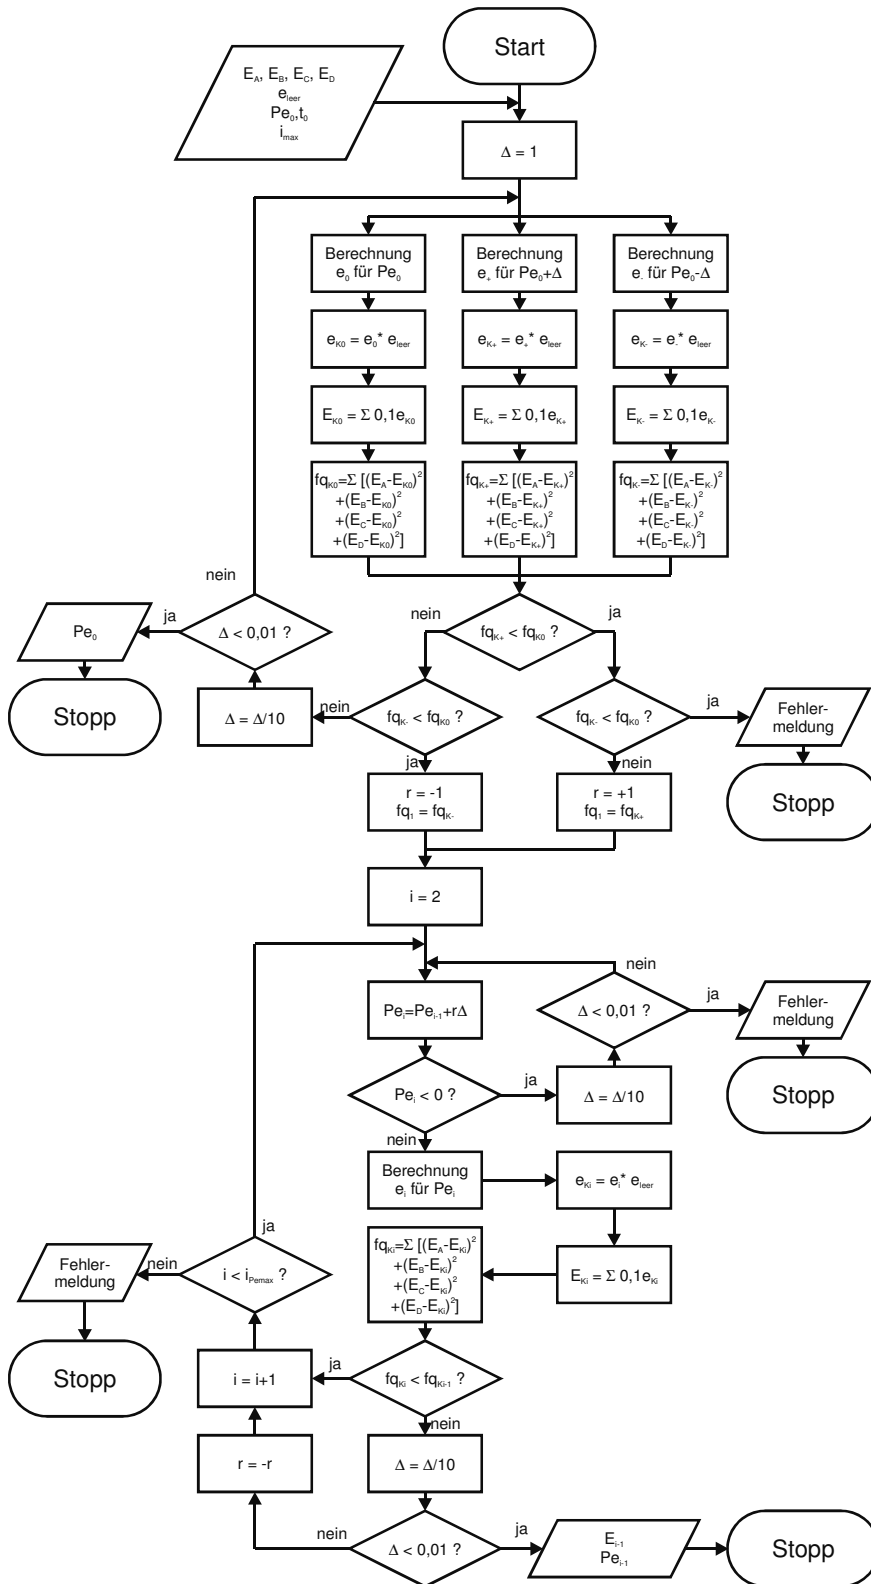 Start
E_A, E_B, E_C, E_D
e_leer
Pe_0,t_0
i_max
Δ = 1
Berechnung
e_0 für Pe_0
Berechnung
e_+ für Pe_0+Δ
Berechnung
e_- für Pe_0-Δ
e_K0 = e_0* e_leer
e_K+ = e_+* e_leer
e_K- = e_-* e_leer
E_K0 = Σ 0,1e_K0
E_K+ = Σ 0,1e_K+
E_K- = Σ 0,1e_K-
fq_K0=Σ [(E_A-E_K0)²
+(E_B-E_K0)²
+(E_C-E_K0)²
+(E_D-E_K0)²]
fq_K+=Σ [(E_A-E_K+)²
+(E_B-E_K+)²
+(E_C-E_K+)²
+(E_D-E_K+)²]
fq_K-=Σ [(E_A-E_K-)²
+(E_B-E_K-)²
+(E_C-E_K-)²
+(E_D-E_K-)²]
nein
Pe_0
ja
Δ < 0,01 ?
nein
fq_K+ < fq_K0 ?
ja
Stopp
Δ = Δ/10
nein
fq_K- < fq_K0 ?
fq_K- < fq_K0 ?
ja
Fehler-
meldung
ja
nein
r = -1
fq_1 = fq_K-
r = +1
fq_1 = fq_K+
Stopp
i = 2
nein
Pe_i=Pe_i-1+rΔ
Δ < 0,01 ?
ja
Fehler-
meldung
Pe_i < 0 ?
ja
Δ = Δ/10
Stopp
nein
Berechnung
e_i für Pe_i
e_Ki = e_i* e_leer
ja
Fehler-
meldung
nein
i < i_Pemax ?
fq_Ki=Σ [(E_A-E_Ki)²
+(E_B-E_Ki)²
+(E_C-E_Ki)²
+(E_D-E_Ki)²]
E_Ki = Σ 0,1e_Ki
Stopp
i = i+1
ja
fq_Ki < fq_Ki-1 ?
nein
r = -r
Δ = Δ/10
nein
Δ < 0,01 ?
ja
E_i-1
Pe_i-1
Stopp